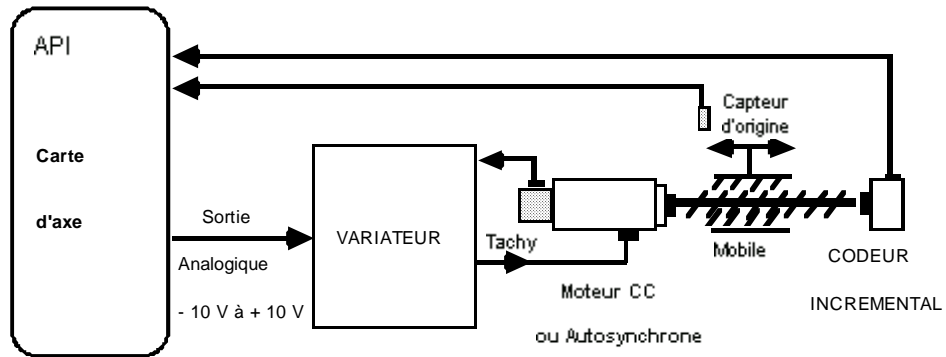 API
Carte
d'axe
Capteur
d'origine
Sortie
Analogique
- 10 V à + 10 V
VARIATEUR
Tachy
Mobile
Moteur CC
ou Autosynchrone
CODEUR
INCREMENTAL